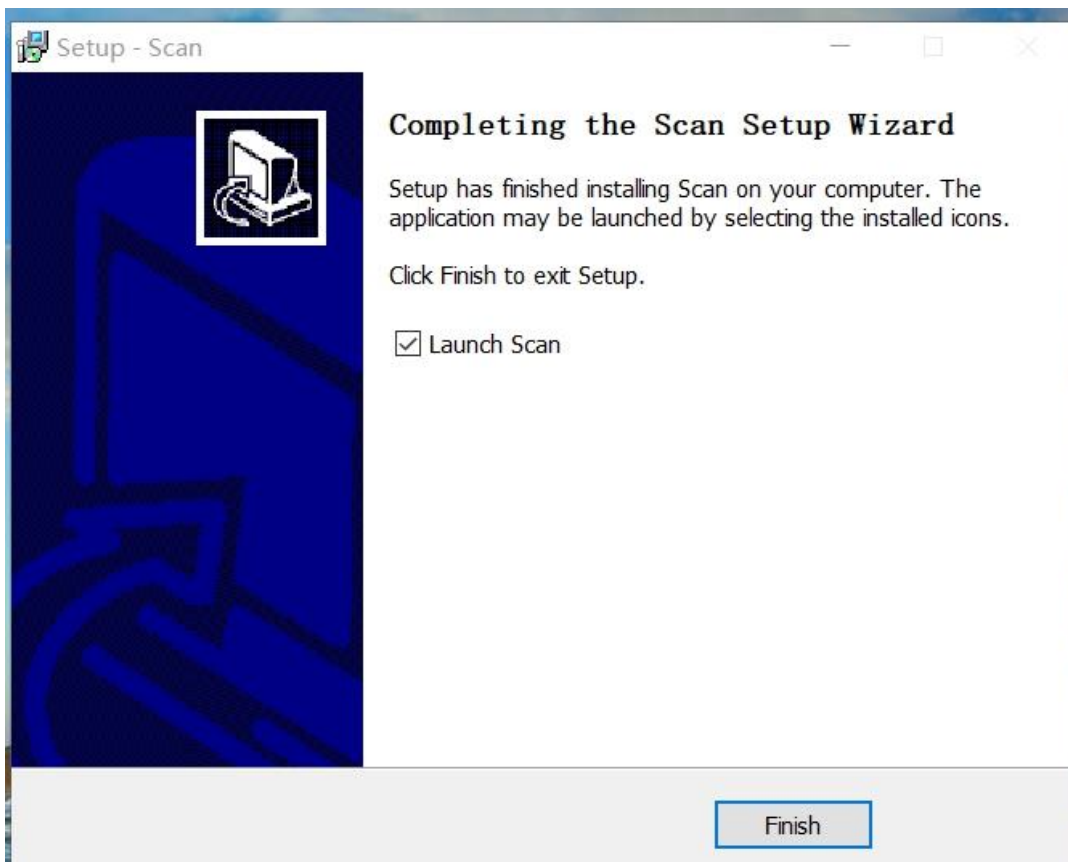 Setup - Scan
Completing the Scan Setup Wizard
Setup has finished installing Scan on your computer. The
application may be launched by selecting the installed icons.
Click Finish to exit Setup.
Launch Scan
Finish